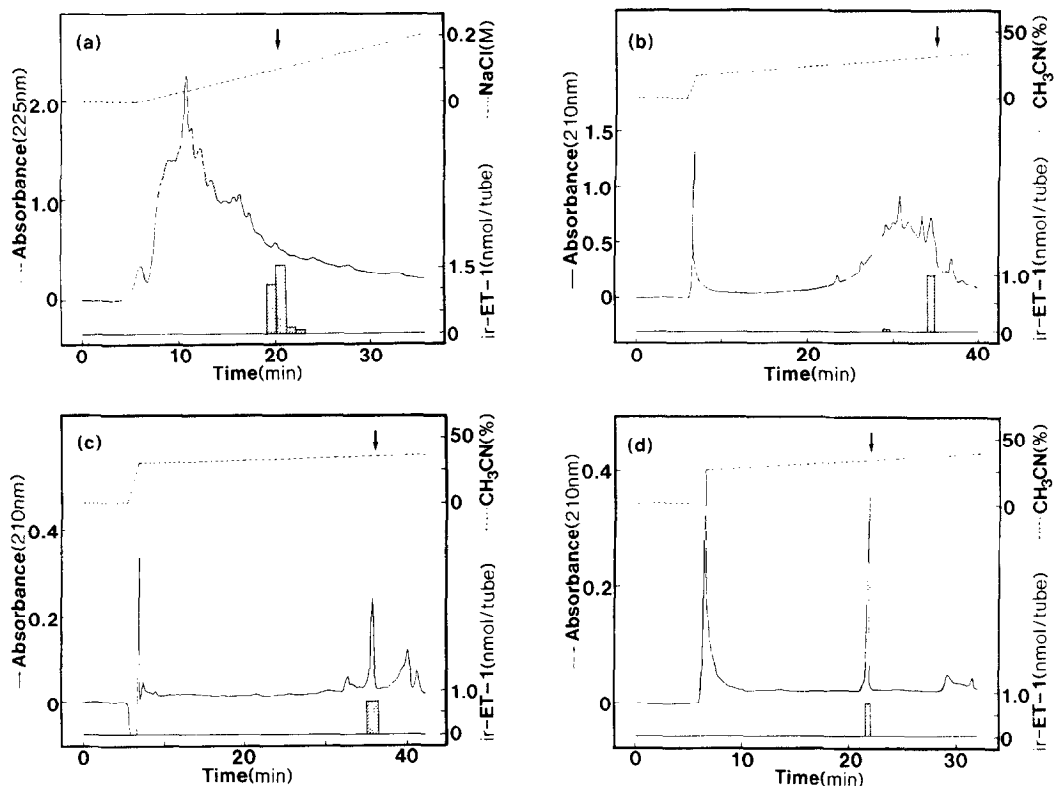 (a)
0.2
0
NaCl(M)
2.0
1.0
0
Absorbance(225nm)
1.5
0
ir-ET-1(nmol/tube)
0 10 20 30
Time(min)
(b)
50
0
CH₃CN(%)
1.5
1.0
0.5
0
Absorbance(210nm)
1.0
0
ir-ET-1(nmol/tube)
0 10 20 30 40
Time(min)
(c)
50
0
CH₃CN(%)
0.4
0.2
0
Absorbance(210nm)
1.0
0
ir-ET-1(nmol/tube)
0 20 40
Time(min)
(d)
50
0
CH₃CN(%)
0.4
0.2
0
Absorbance(210nm)
1.0
0
ir-ET-1(nmol/tube)
0 10 20 30
Time(min)